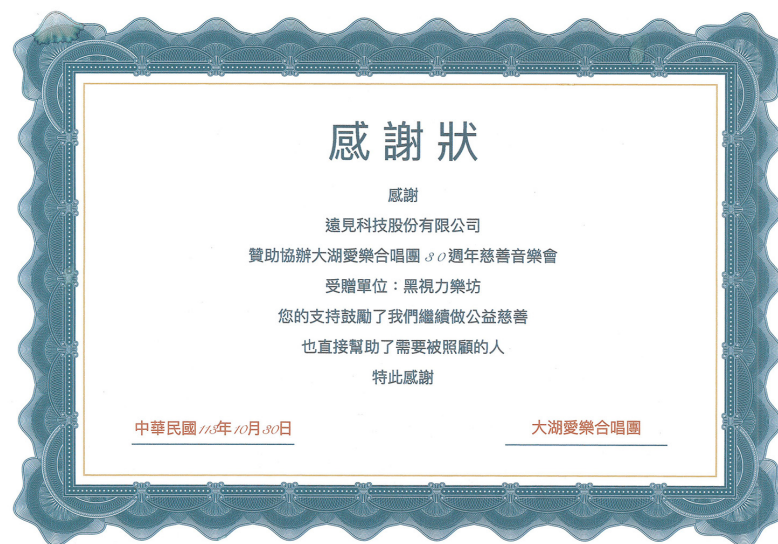 感謝狀
感謝
遠見科技股份有限公司
贊助協辦大湖愛樂合唱團30週年慈善音樂會
受贈單位：黑視力樂坊
您的支持鼓勵了我們繼續做公益慈善
也直接幫助了需要被照顧的人
特此感謝
中華民國113年10月30日
大湖愛樂合唱團